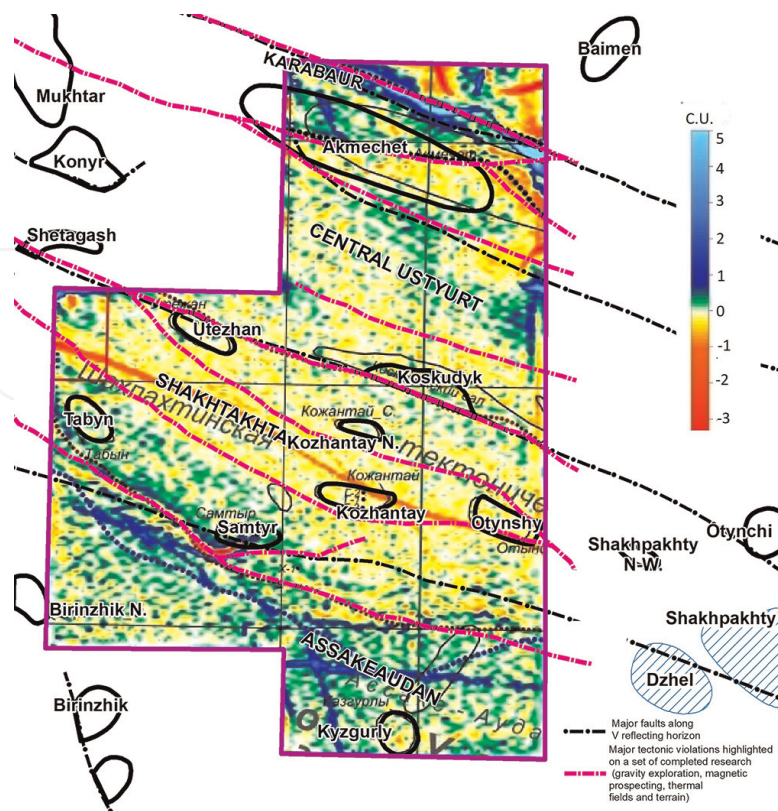 Baimen
KARABAUR
Mukhtar
C.U.
5
4
3
2
1
0
-1
-2
-3
Akmechet
Konyr
Shetagash
CENTRAL USTYURT
Utezhan
Koskudyk
SHAKHTAKHTA
Шахпахтинская
Tabyn
Табын
Кожантай С.
Kozhantay N.
тектониче
Кожантай
Kozhantay
Otynshy
Самтыр
Samtyr
Otynchi
Shakhpakhty
N-W.
Birinzhik N.
Shakhpakhty
ASSAKEAUDAN
Dzhel
Birinzhik
Kyzgurly
Major faults along
V reflecting horizon
Major tectonic violations highlighted
on a set of completed research
(gravity exploration, magnetic
prospecting, thermal
fields and terrain)